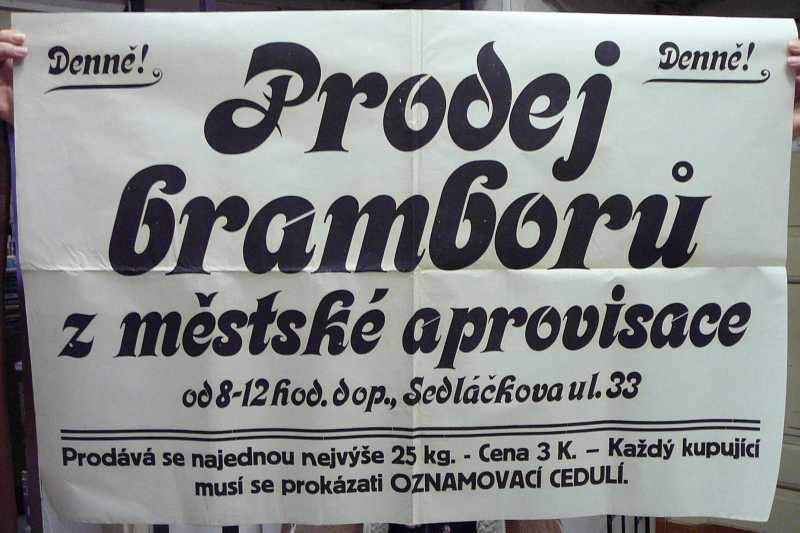 Denně! Denně!
Prodej
bramborů
z městské aprovisace
od 8-12 hod. dop., Sedláčkova ul. 33
Prodává se najednou nejvýše 25 kg. - Cena 3 K. – Každý kupující
musí se prokázati OZNAMOVACÍ CEDULÍ.